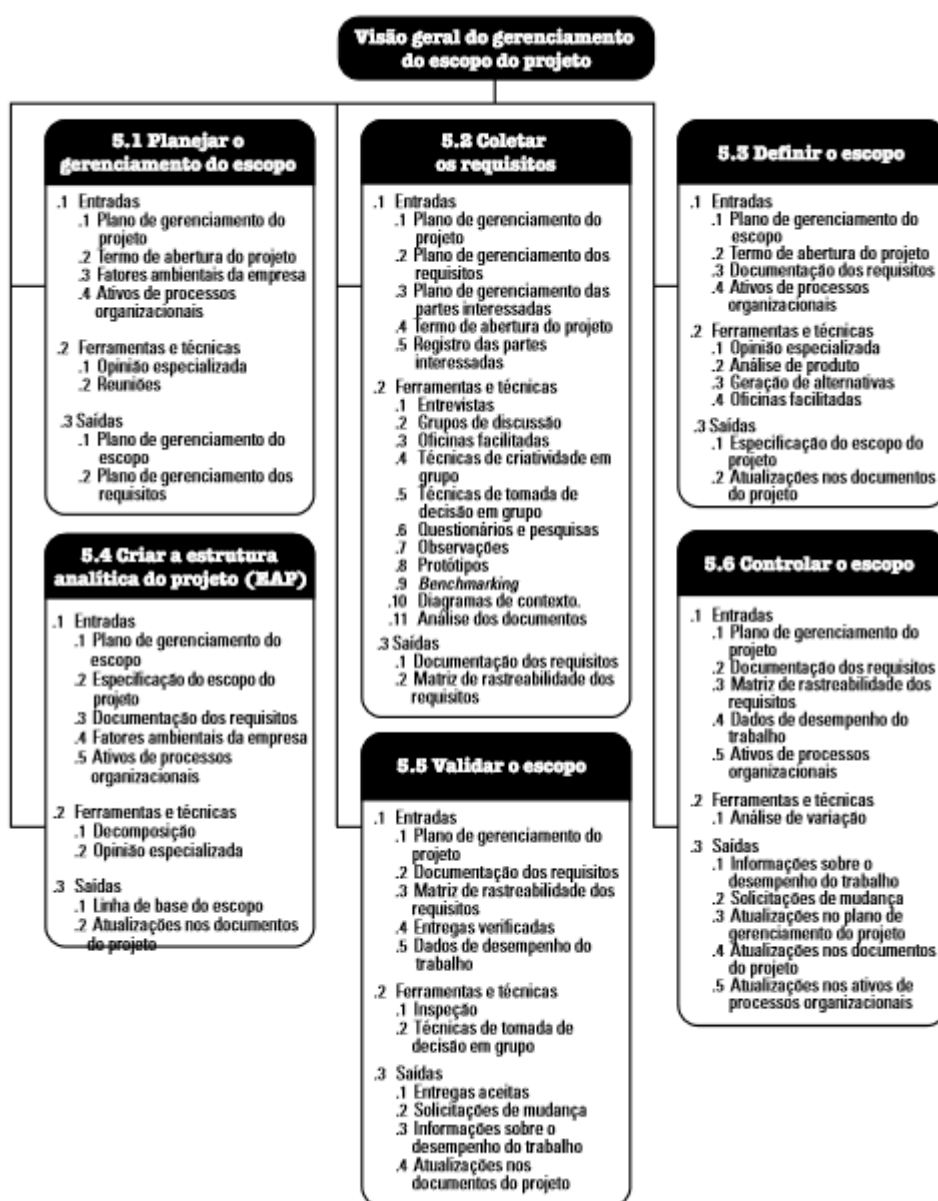 Visão geral do gerenciamento
do escopo do projeto
5.1 Planejar o
gerenciamento do escopo
.1 Entradas
.1 Plano de gerenciamento do
projeto
.2 Termo de abertura do projeto
.3 Fatores ambientais da empresa
.4 Ativos de processos
organizacionais
.2 Ferramentas e técnicas
.1 Opinião especializada
.2 Reuniões
.3 Saídas
.1 Plano de gerenciamento do
escopo
.2 Plano de gerenciamento dos
requisitos
5.2 Coletar
os requisitos
.1 Entradas
.1 Plano de gerenciamento do
projeto
.2 Plano de gerenciamento dos
requisitos
.3 Plano de gerenciamento das
partes interessadas
.4 Termo de abertura do projeto
.5 Registro das partes
interessadas
.2 Ferramentas e técnicas
.1 Entrevistas
.2 Grupos de discussão
.3 Oficinas facilitadas
.4 Técnicas de criatividade em
grupo
.5 Técnicas de tomada de
decisão em grupo
.6 Questionários e pesquisas
.7 Observações
.8 Protótipos
.9 Benchmarking
.10 Diagramas de contexto.
.11 Análise dos documentos
.3 Saídas
.1 Documentação dos requisitos
.2 Matriz de rastreabilidade dos
requisitos
5.3 Definir o escopo
.1 Entradas
.1 Plano de gerenciamento do
escopo
.2 Termo de abertura do projeto
.3 Documentação dos requisitos
.4 Ativos de processos
organizacionais
.2 Ferramentas e técnicas
.1 Opinião especializada
.2 Análise de produto
.3 Geração de alternativas
.4 Oficinas facilitadas
.3 Saídas
.1 Especificação do escopo do
projeto
.2 Atualizações nos documentos
do projeto
5.4 Criar a estrutura
analítica do projeto (EAP)
.1 Entradas
.1 Plano de gerenciamento do
escopo
.2 Especificação do escopo do
projeto
.3 Documentação dos requisitos
.4 Fatores ambientais da empresa
.5 Ativos de processos
organizacionais
.2 Ferramentas e técnicas
.1 Decomposição
.2 Opinião especializada
.3 Saídas
.1 Linha de base do escopo
.2 Atualizações nos documentos
do projeto
5.5 Validar o escopo
.1 Entradas
.1 Plano de gerenciamento do
projeto
.2 Documentação dos requisitos
.3 Matriz de rastreabilidade dos
requisitos
.4 Entregas verificadas
.5 Dados de desempenho do
trabalho
.2 Ferramentas e técnicas
.1 Inspeção
.2 Técnicas de tomada de
decisão em grupo
.3 Saídas
.1 Entregas aceitas
.2 Solicitações de mudança
.3 Informações sobre o
desempenho do trabalho
.4 Atualizações nos
documentos do projeto
5.6 Controlar o escopo
.1 Entradas
.1 Plano de gerenciamento do
projeto
.2 Documentação dos requisitos
.3 Matriz de rastreabilidade dos
requisitos
.4 Dados de desempenho do
trabalho
.5 Ativos de processos
organizacionais
.2 Ferramentas e técnicas
.1 Análise de variação
.3 Saídas
.1 Informações sobre o
desempenho do trabalho
.2 Solicitações de mudança
.3 Atualizações no plano de
gerenciamento do projeto
.4 Atualizações nos documentos
do projeto
.5 Atualizações nos ativos de
processos organizacionais